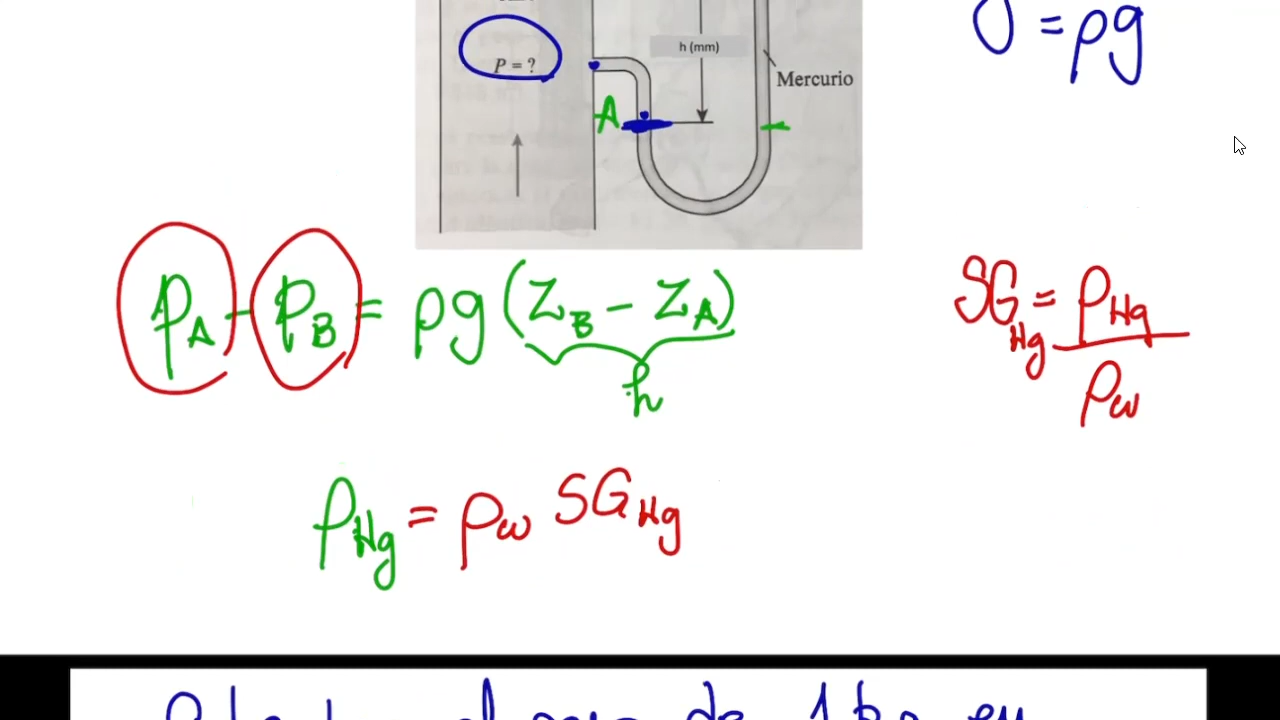 h (mm)
P = ?
Mercurio
A
= ρg
p_A - p_B = ρg (Z_B - Z_A)
h
SG_Hg = ρ_Hg / ρ_w
ρ_Hg = ρ_w SG_Hg